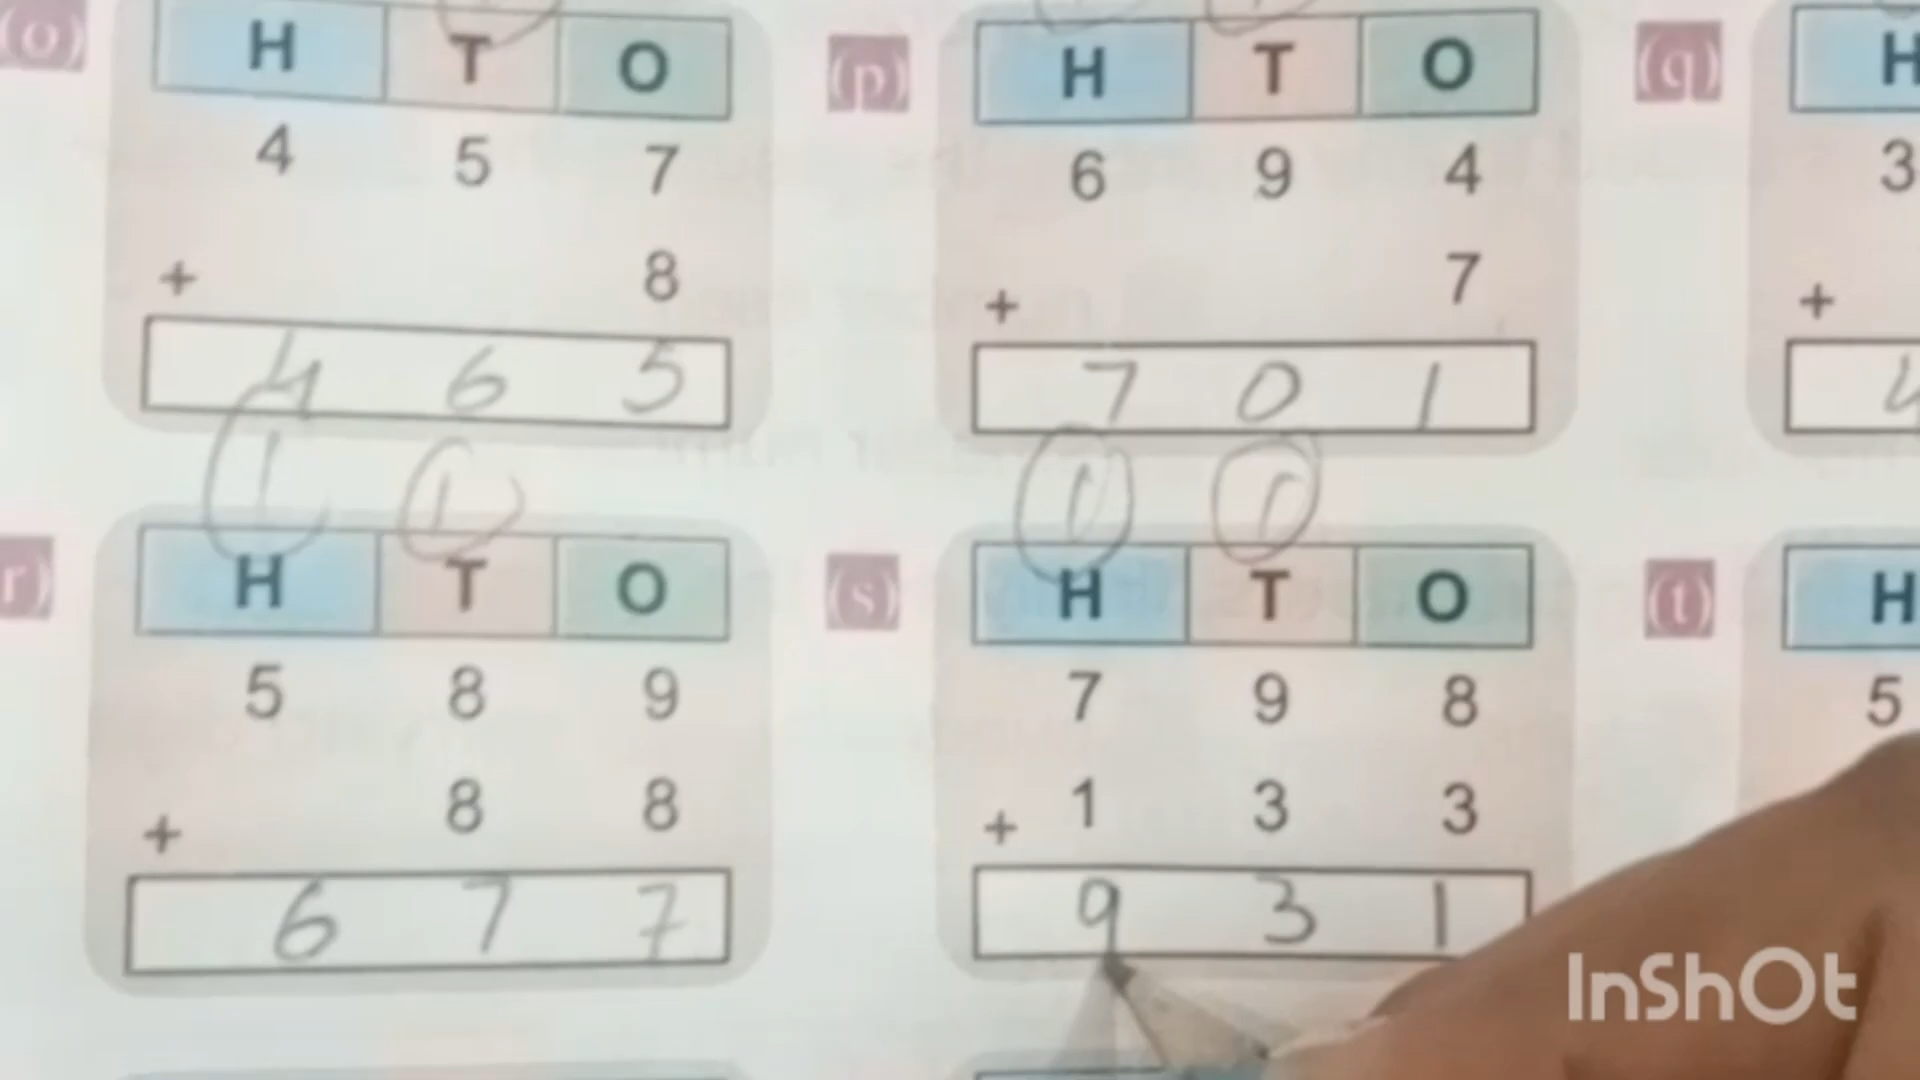 (o) H T O (p) H T O (q) H
4 5 7 6 9 4 3
+ 8 + 7 +
4 6 5 7 0 1 4
1 1 1 1
(r) H T O (s) H T O (t) H
5 8 9 7 9 8 5
+ 8 8 + 1 3 3
6 7 7 9 3 1
InShOt